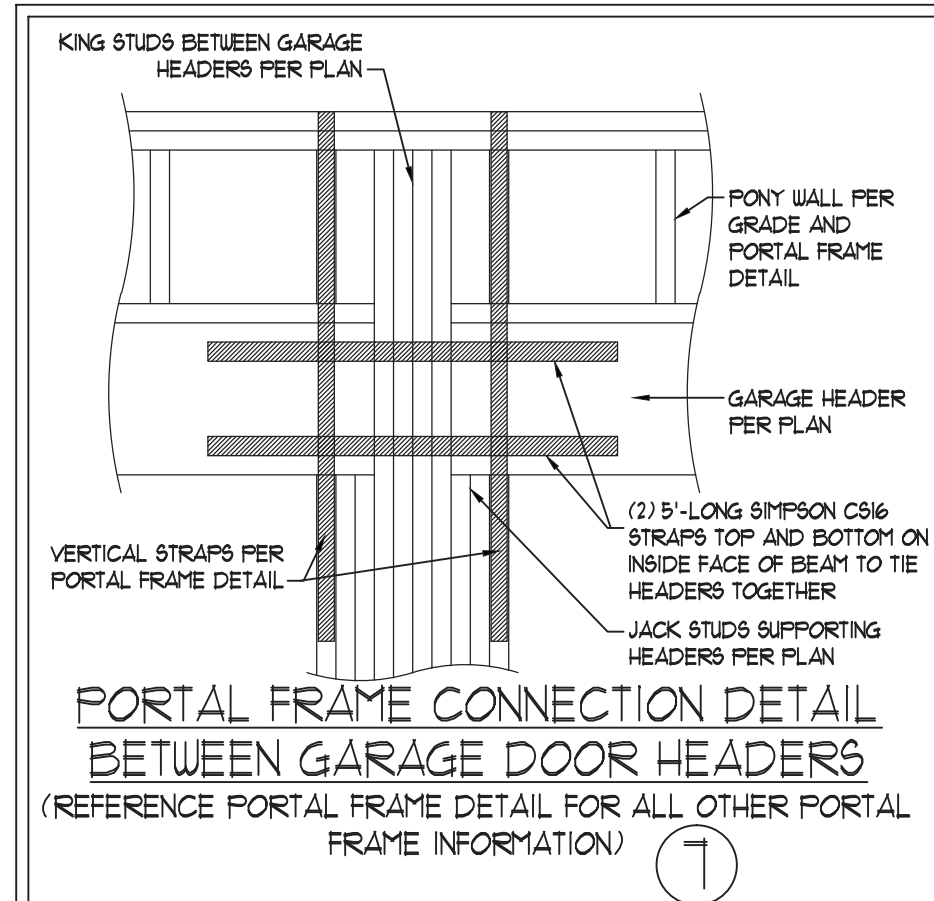 KING STUDS BETWEEN GARAGE
HEADERS PER PLAN
PONY WALL PER
GRADE AND
PORTAL FRAME
DETAIL
GARAGE HEADER
PER PLAN
(2) 5'-LONG SIMPSON CS16
STRAPS TOP AND BOTTOM ON
INSIDE FACE OF BEAM TO TIE
HEADERS TOGETHER
VERTICAL STRAPS PER
PORTAL FRAME DETAIL
JACK STUDS SUPPORTING
HEADERS PER PLAN
PORTAL FRAME CONNECTION DETAIL
BETWEEN GARAGE DOOR HEADERS
(REFERENCE PORTAL FRAME DETAIL FOR ALL OTHER PORTAL
FRAME INFORMATION)
7